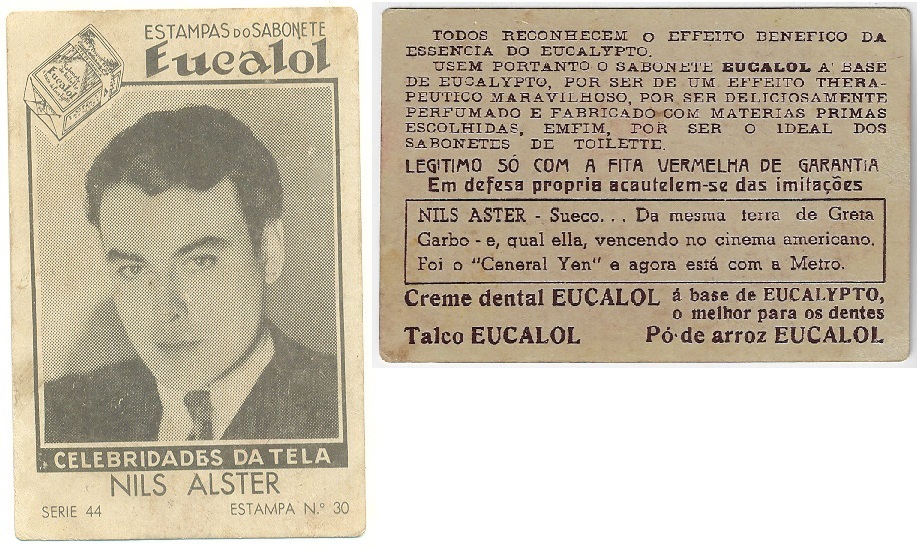 ESTAMPAS DO SABONETE
Eucalol
CELEBRIDADES DA TELA
NILS ALSTER
SERIE 44 ESTAMPA N.º 30
TODOS RECONHECEM O EFFEITO BENEFICO DA
ESSENCIA DO EUCALYPTO.
USEM PORTANTO O SABONETE EUCALOL A' BASE
DE EUCALYPTO, POR SER DE UM EFFEITO THERA-
PEUTICO MARAVILHOSO, POR SER DELICIOSAMENTE
PERFUMADO E FABRICADO COM MATERIAS PRIMAS
ESCOLHIDAS, EMFIM, POR SER O IDEAL DOS
SABONETES DE TOILETTE.
LEGITIMO SÓ COM A FITA VERMELHA DE GARANTIA
Em defesa propria acautelem-se das imitações
NILS ASTER - Sueco... Da mesma terra de Greta
Garbo - e, qual ella, vencendo no cinema americano.
Foi o "General Yen" e agora está com a Metro.
Creme dental EUCALOL á base de EUCALYPTO,
o melhor para os dentes
Talco EUCALOL Pó de arroz EUCALOL